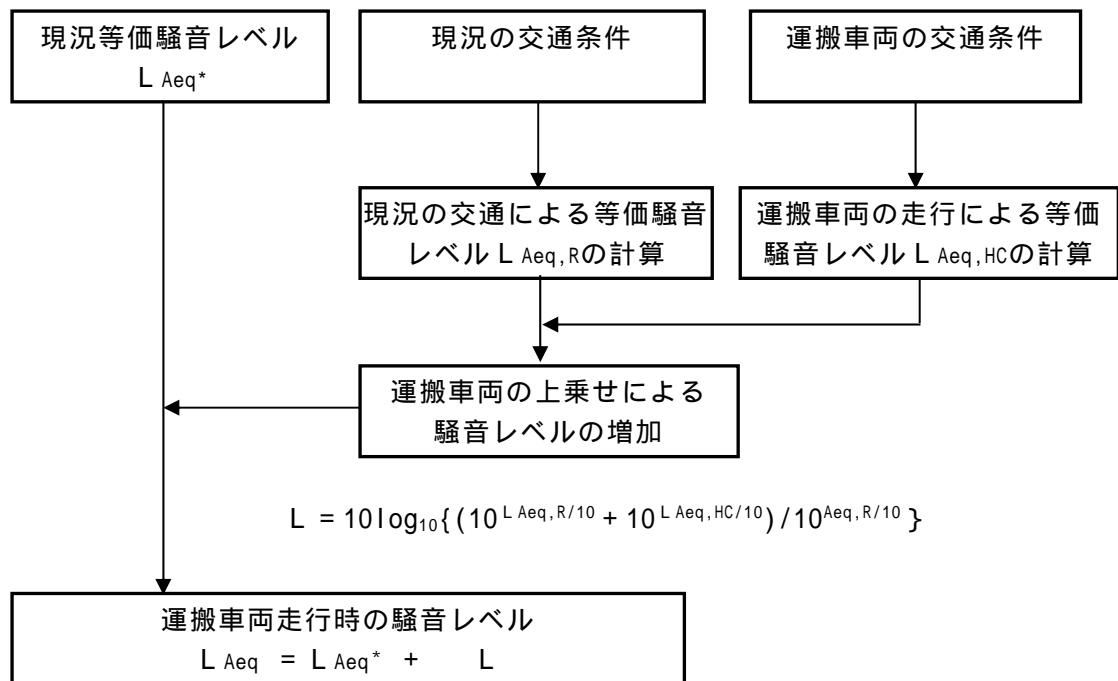 現況等価騒音レベル
L Aeq*
現況の交通条件
運搬車両の交通条件
現況の交通による等価騒音
レベルL Aeq,Rの計算
運搬車両の走行による等価
騒音レベルL Aeq,HCの計算
運搬車両の上乗せによる
騒音レベルの増加
L = 10log₁₀{(10^L Aeq,R/10 + 10^L Aeq,HC/10)/10^Aeq,R/10}
運搬車両走行時の騒音レベル
L Aeq = L Aeq* + L